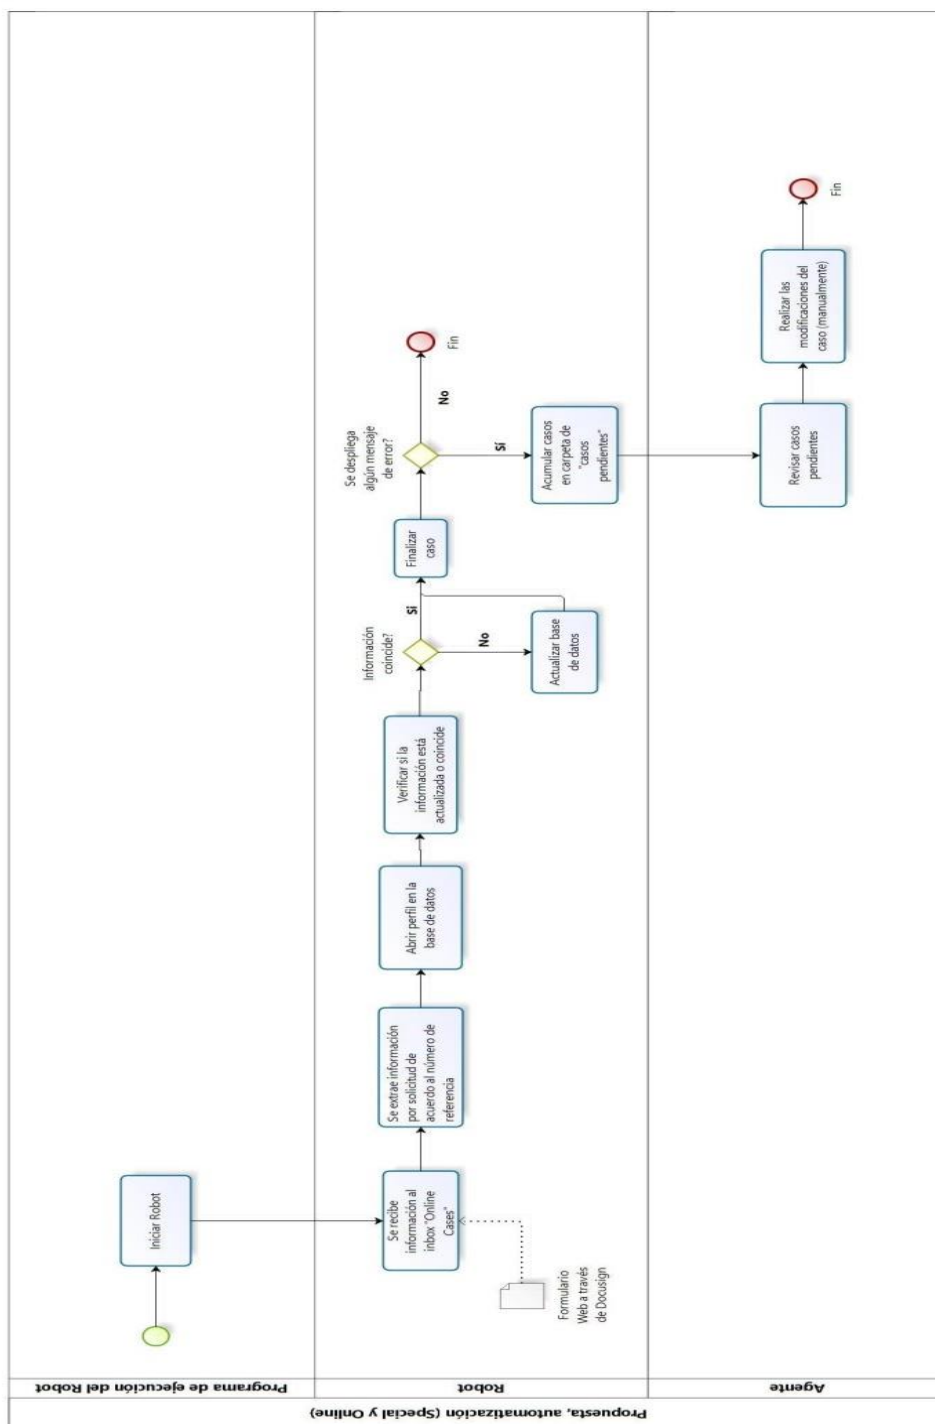 Propuesta, automatización (Special y Online)
Programa de ejecución del Robot
Iniciar Robot
Robot
Formulario
Web a través
de Docusign
Se recibe
información al
inbox "Online
Cases"
Se extrae información
por solicitud de
acuerdo al número de
referencia
Abrir perfil en la
base de datos
Verificar si la
información está
actualizada o coincide
Información
coincide?
Sí
No
Actualizar base
de datos
Finalizar
caso
Se despliega
algún mensaje
de error?
No
Sí
Fin
Acumular casos
en carpeta de
"casos
pendientes"
Agente
Revisar casos
pendientes
Realizar las
modificaciones del
caso (manualmente)
Fin